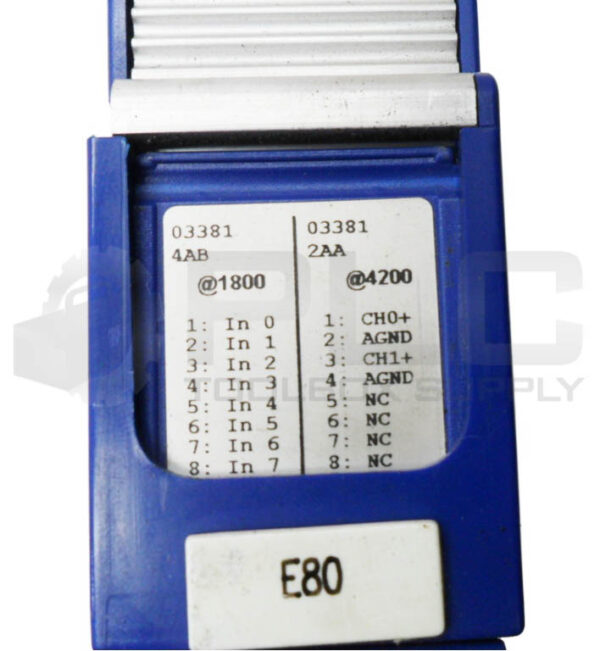 03381
4AB
@1800
1: In 0
2: In 1
3: In 2
4: In 3
5: In 4
6: In 5
7: In 6
8: In 7
03381
2AA
@4200
1: CH0+
2: AGND
3: CH1+
4: AGND
5: NC
6: NC
7: NC
8: NC
PLC
TOOLBOX SUPPLY
E80